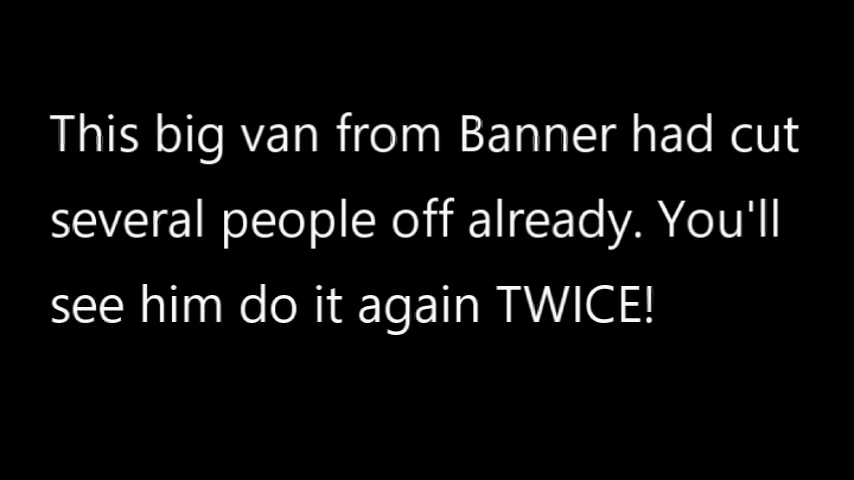 This big van from Banner had cut
several people off already. You'll
see him do it again TWICE!